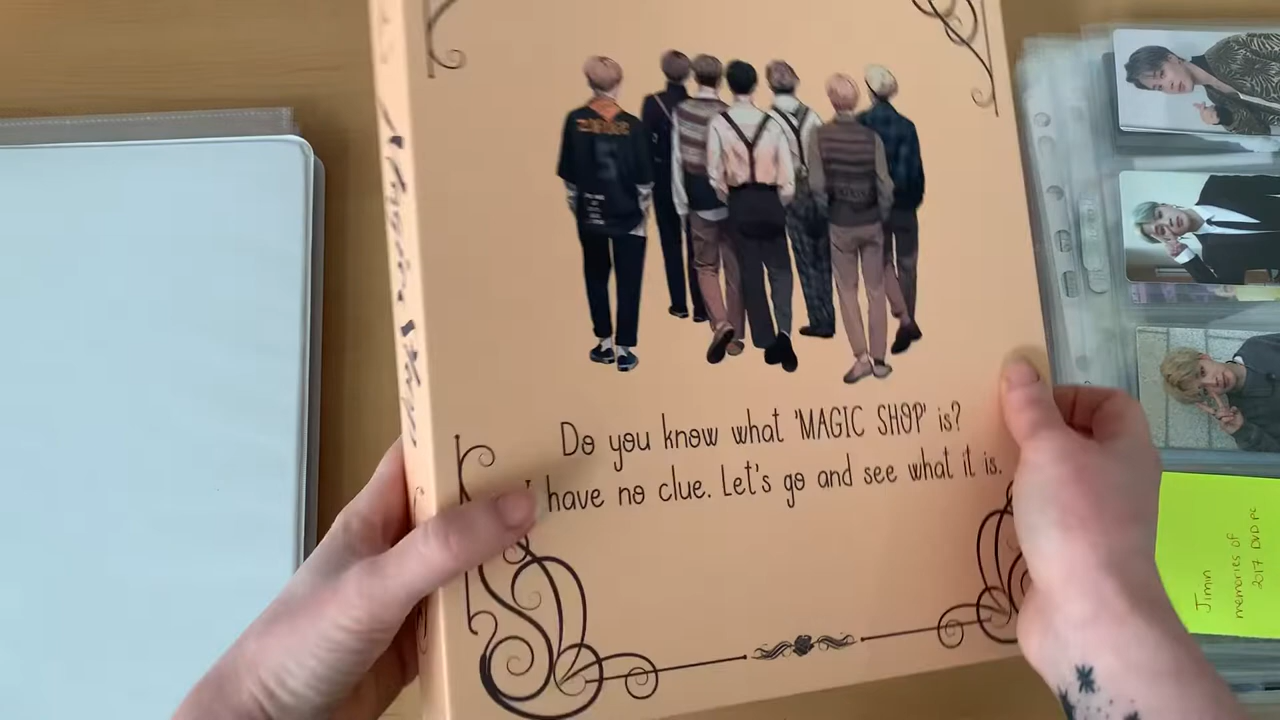 Do you know what 'MAGIC SHOP' is?
I have no clue. Let's go and see what it is.
Jimin
memories of
2017 DVD pc